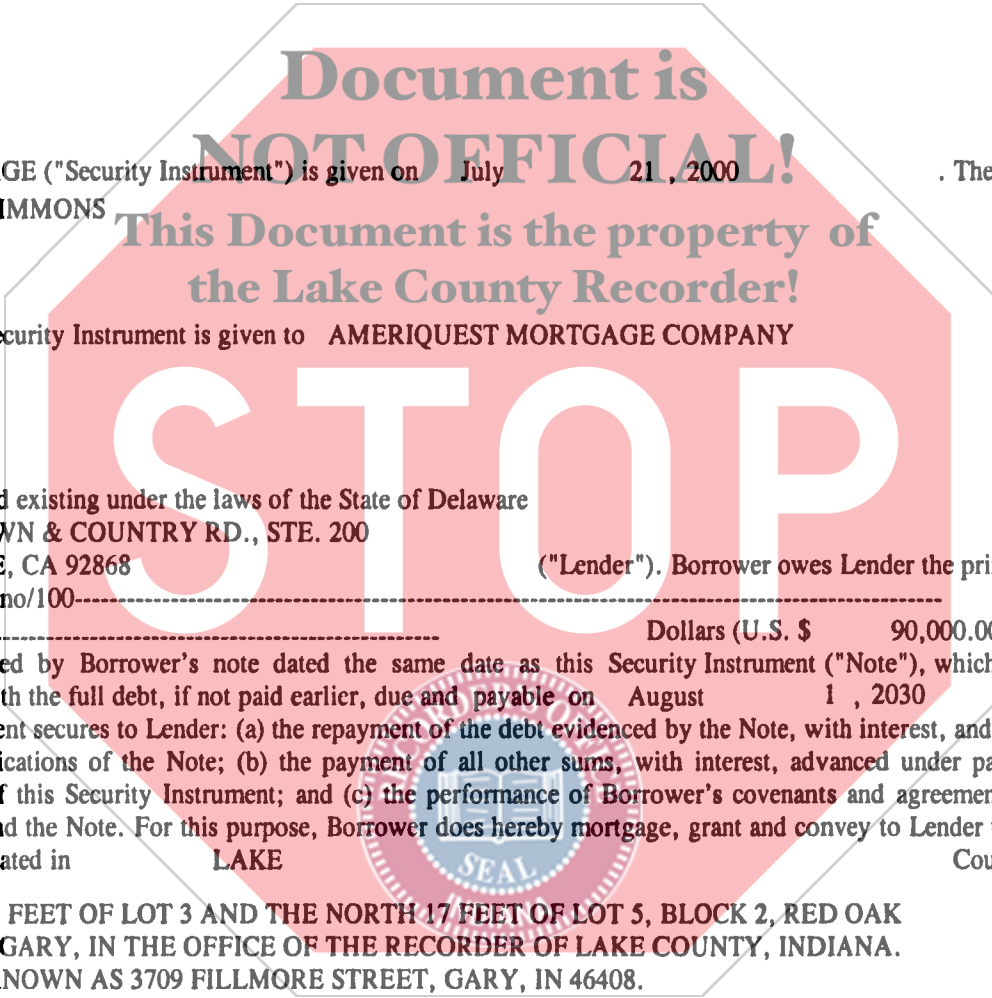 Document is
NOT OFFICIAL!
GE ("Security Instrument") is given on July 21 , 2000 . The
IMMONS
This Document is the property of
the Lake County Recorder!
curity Instrument is given to AMERIQUEST MORTGAGE COMPANY
STOP
d existing under the laws of the State of Delaware
WN & COUNTRY RD., STE. 200
E, CA 92868 ("Lender"). Borrower owes Lender the pri
no/100------------------------------------------------------------
------------------------------ Dollars (U.S. $ 90,000.00
ed by Borrower's note dated the same date as this Security Instrument ("Note"), which
th the full debt, if not paid earlier, due and payable on August 1 , 2030
ent secures to Lender: (a) the repayment of the debt evidenced by the Note, with interest, and
ications of the Note; (b) the payment of all other sums, with interest, advanced under pa
f this Security Instrument; and (c) the performance of Borrower's covenants and agreemen
d the Note. For this purpose, Borrower does hereby mortgage, grant and convey to Lender
ated in LAKE Cou
SEAL
INDIANA
FEET OF LOT 3 AND THE NORTH 17 FEET OF LOT 5, BLOCK 2, RED OAK
GARY, IN THE OFFICE OF THE RECORDER OF LAKE COUNTY, INDIANA.
NOWN AS 3709 FILLMORE STREET, GARY, IN 46408.